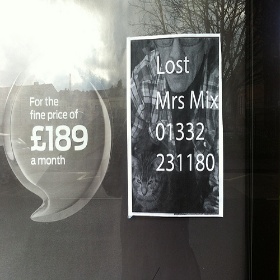 For the
fine price of
£189
a month
Lost
Mrs Mix
01332
231180